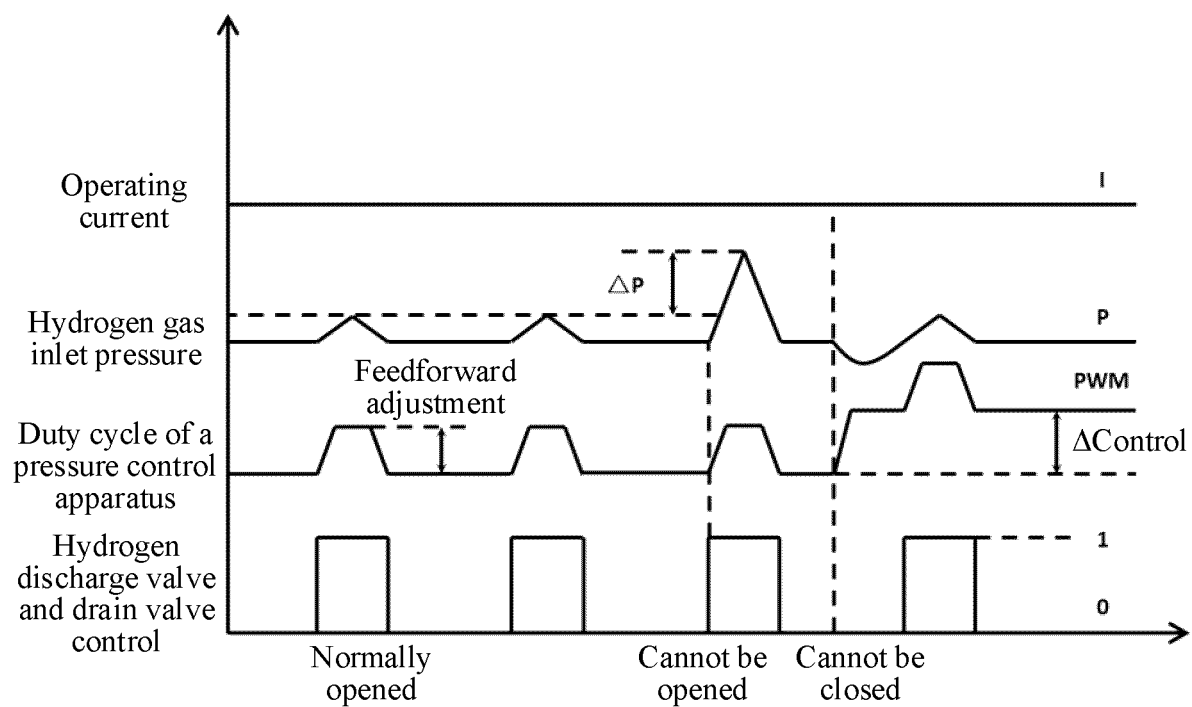 Operating
current
I
Hydrogen gas
inlet pressure
△P
P
Feedforward
adjustment
PWM
Duty cycle of a
pressure control
apparatus
ΔControl
Hydrogen
discharge valve
and drain valve
control
1
0
Normally
opened
Cannot be
opened
Cannot be
closed